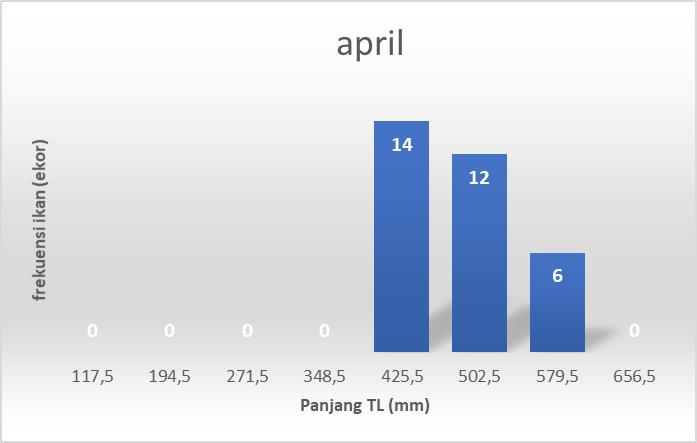 april
frekuensi ikan (ekor)
14
12
6
0 0 0 0 0
117,5 194,5 271,5 348,5 425,5 502,5 579,5 656,5
Panjang TL (mm)